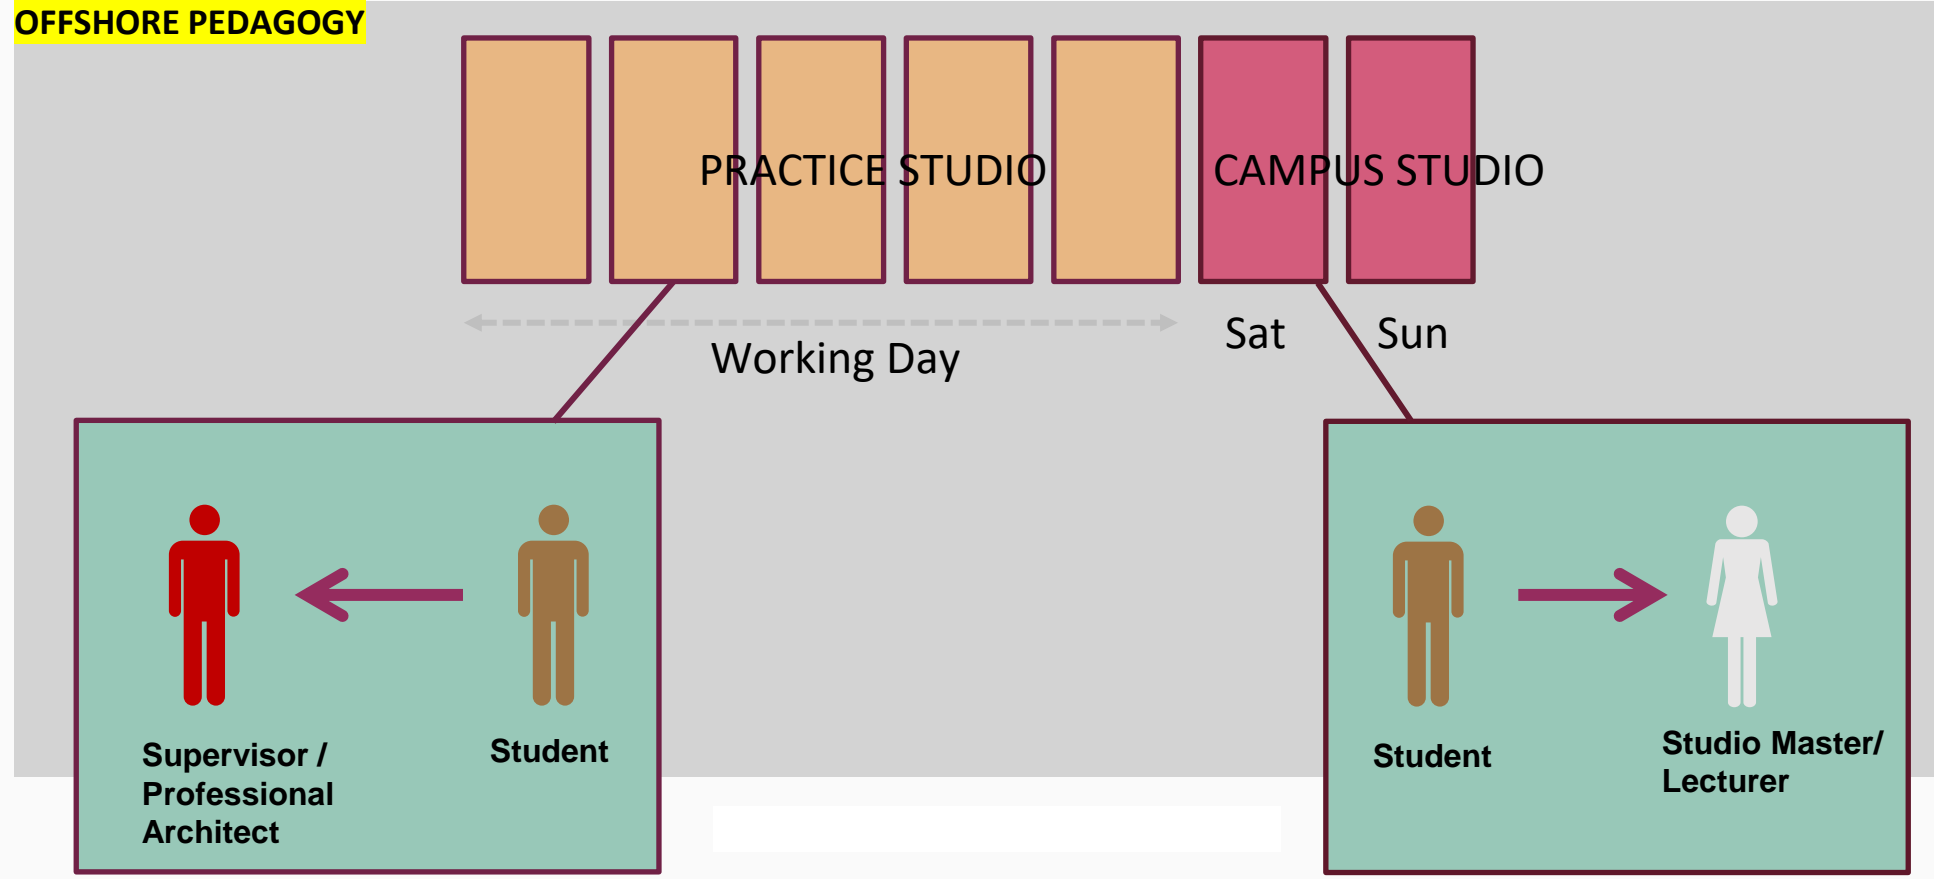 OFFSHORE PEDAGOGY
PRACTICE STUDIO
CAMPUS STUDIO
Working Day
Sat
Sun
Supervisor /
Professional
Architect
Student
Student
Studio Master/
Lecturer